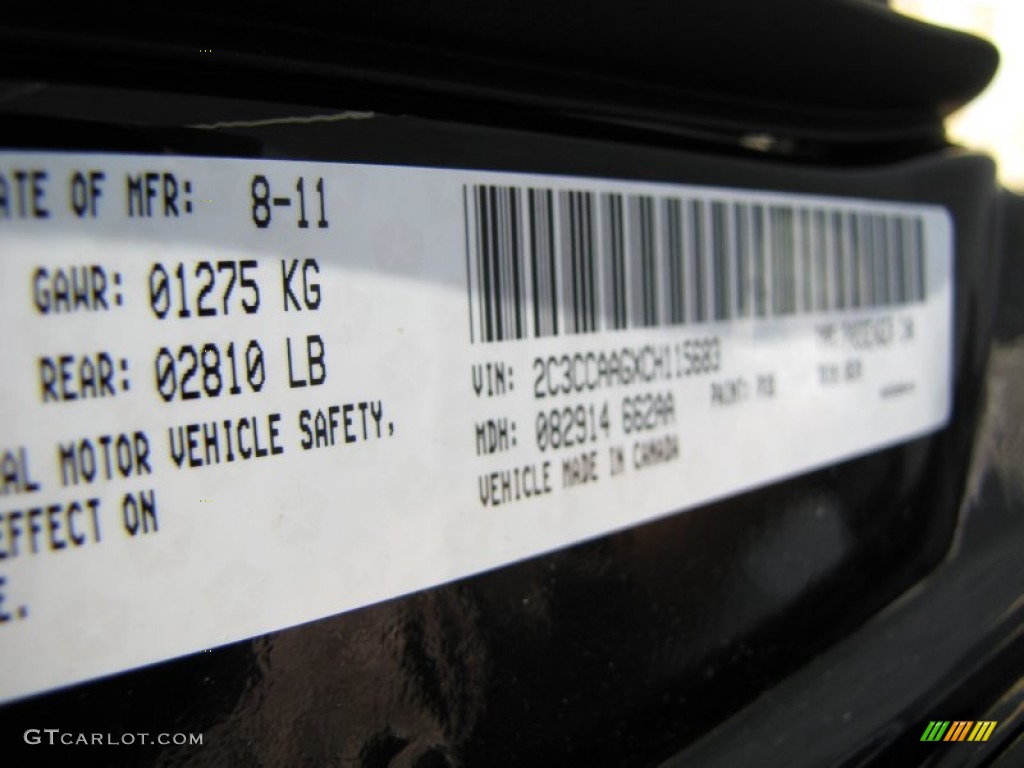 ATE OF MFR: 8-11
GAWR: 01275 KG
REAR: 02810 LB
AL MOTOR VEHICLE SAFETY,
EFFECT ON
E.
VIN: 2C3CCAAGXCH115683
MDH: 082914 662AA
PAINT:
VEHICLE MADE IN CANADA
GTCARLOT.COM